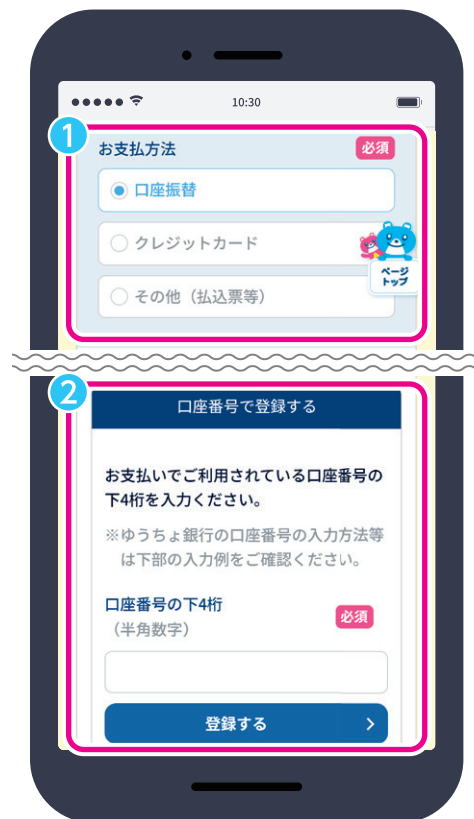 10:30
1
お支払方法
必須
口座振替
クレジットカード
その他（払込票等）
ページ
トップ
2
口座番号で登録する
お支払いでご利用されている口座番号の
下4桁を入力ください。
※ゆうちょ銀行の口座番号の入力方法等
は下部の入力例をご確認ください。
口座番号の下4桁
必須
（半角数字）
登録する